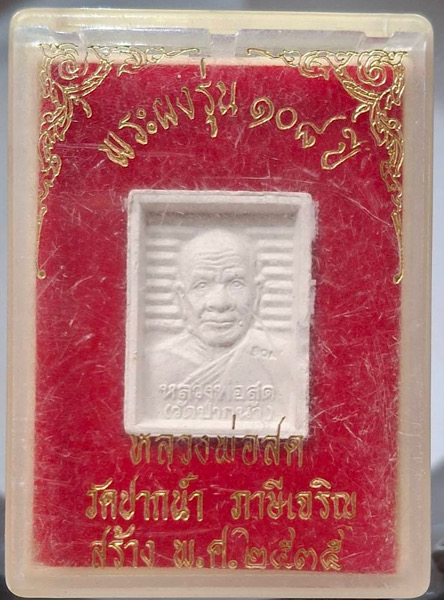 พระผงรุ่น ๑๐๘ ปี
๑๐๘
หลวงพ่อสด
(วัดปากน้ำ)
หลวงพ่อสด
วัดปากน้ำ ภาษีเจริญ
สร้าง พ.ศ.๒๕๓๕